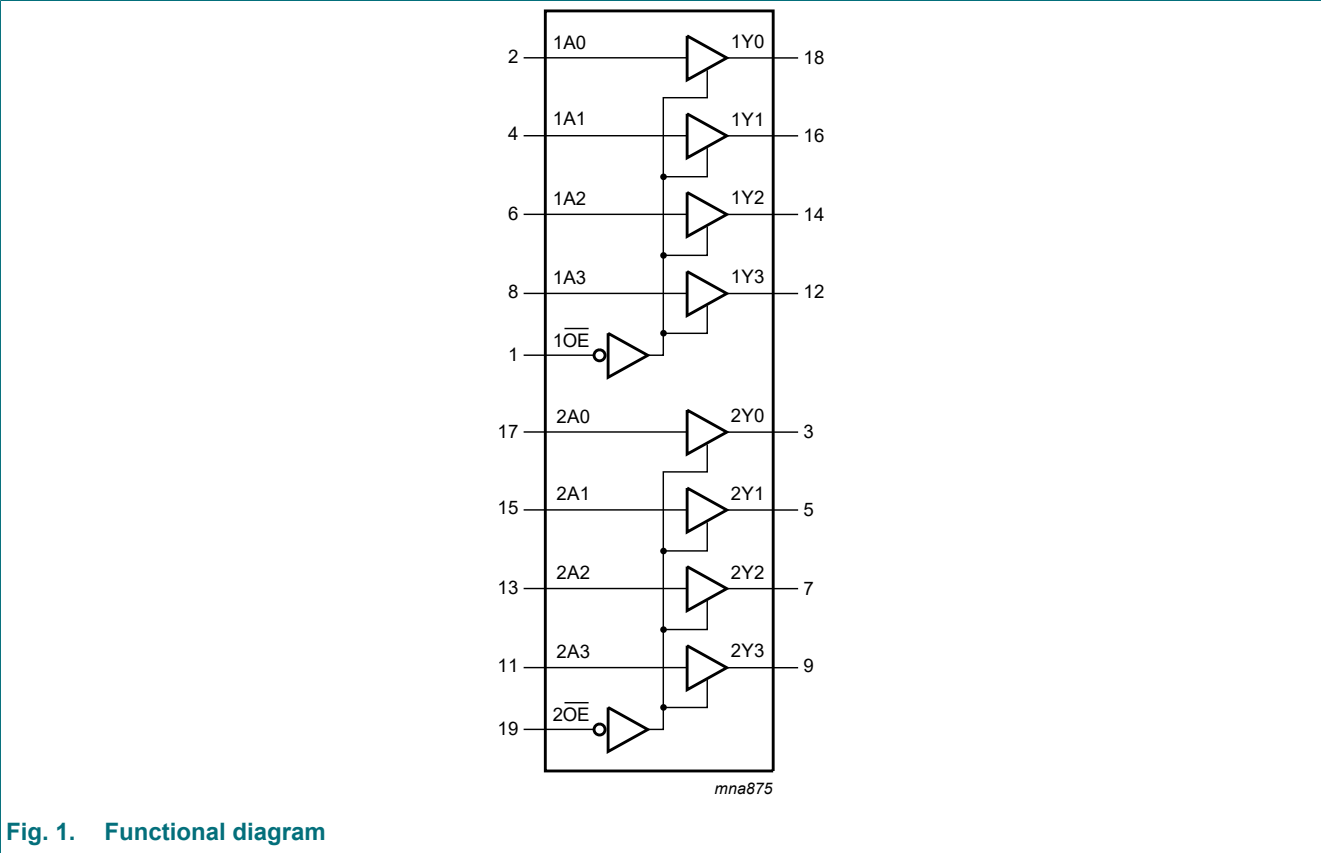 1A0 1Y0
2 18
1A1 1Y1
4 16
1A2 1Y2
6 14
1A3 1Y3
8 12
1O̅E̅
1
2A0 2Y0
17 3
2A1 2Y1
15 5
2A2 2Y2
13 7
2A3 2Y3
11 9
2O̅E̅
19
mna875
Fig. 1. Functional diagram